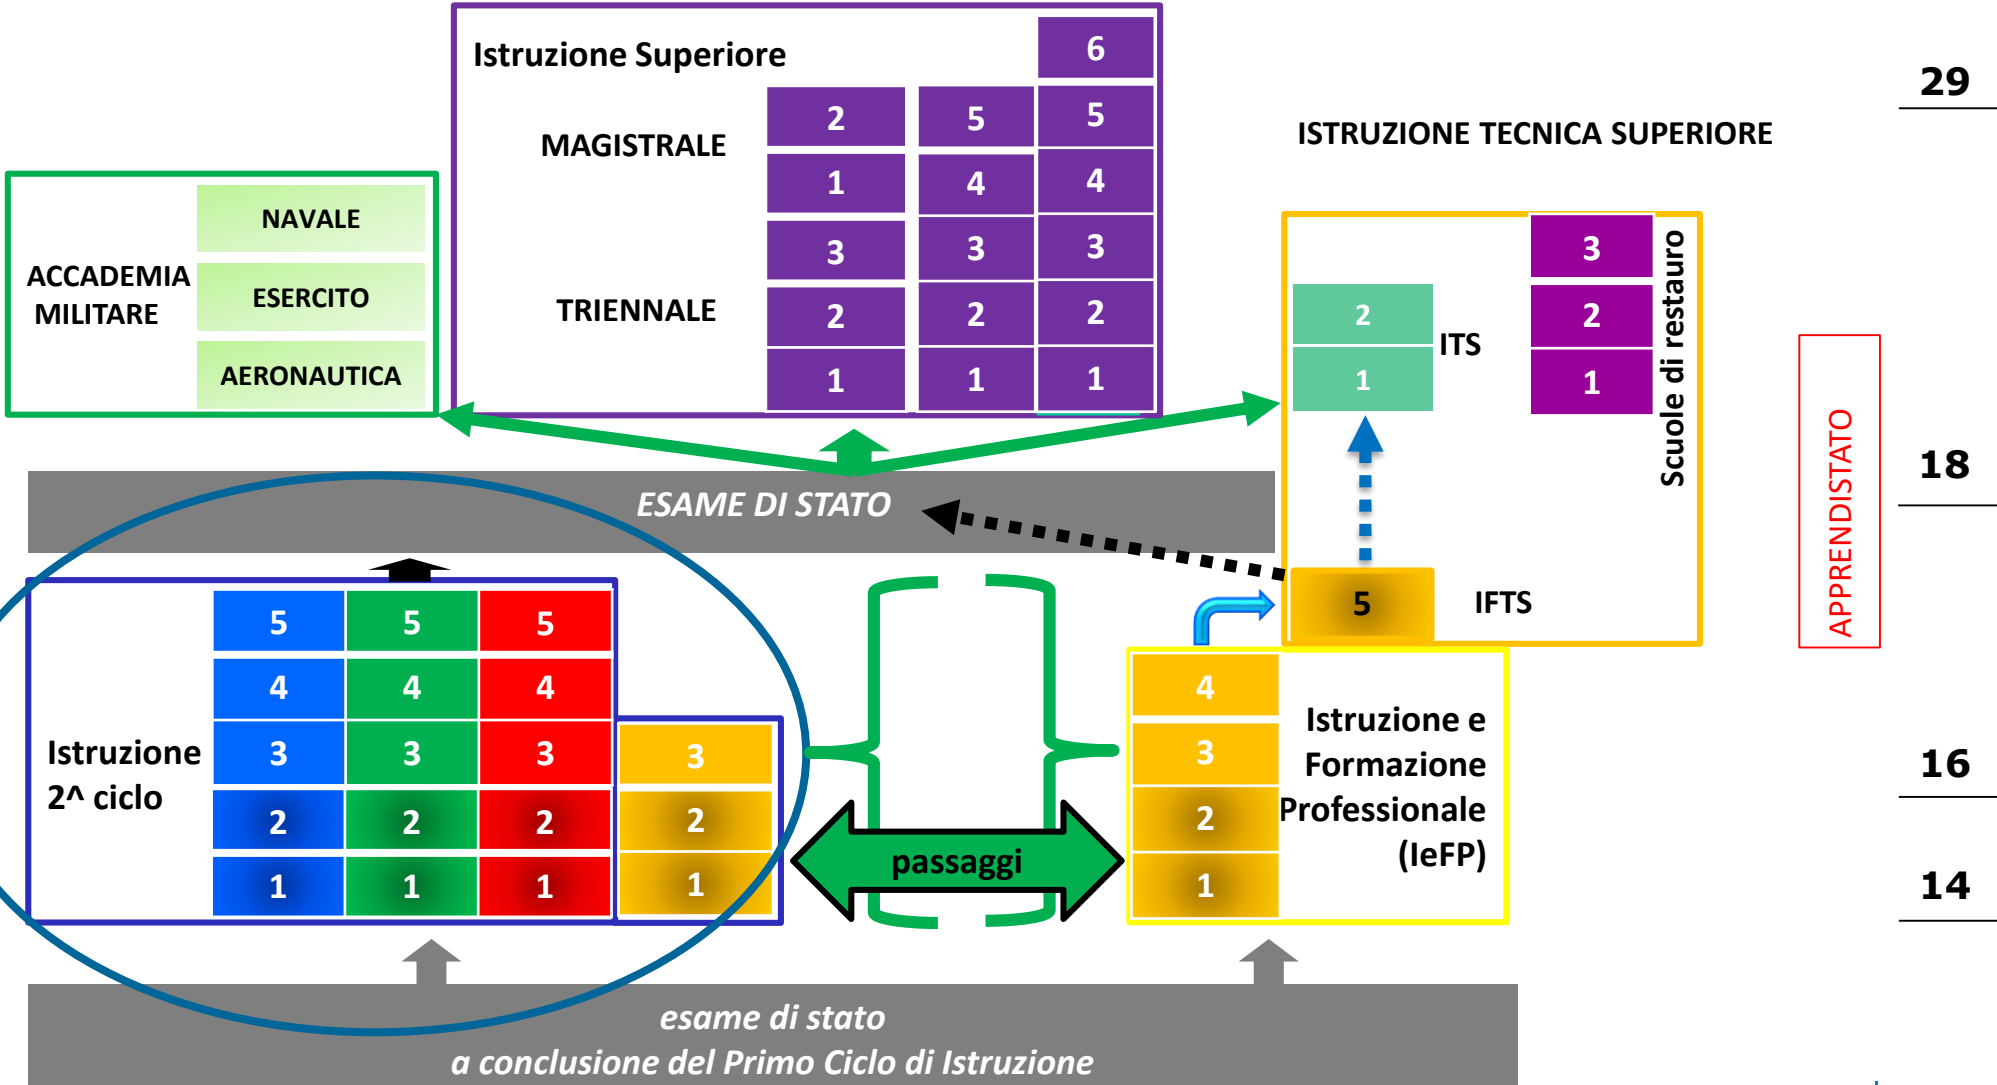 Istruzione Superiore
6
29
2 5 5
MAGISTRALE
ISTRUZIONE TECNICA SUPERIORE
1 4 4
3 3 3
TRIENNALE
2 2 2
1 1 1
ACCADEMIA
MILITARE
NAVALE
ESERCITO
AERONAUTICA
3
2
1
Scuole di restauro
2
1
ITS
APPRENDISTATO
18
ESAME DI STATO
5
IFTS
5 5 5
4 4 4
3 3 3 3
2 2 2 2
1 1 1 1
Istruzione
2^ ciclo
passaggi
4
3
2
1
Istruzione e
Formazione
Professionale
(IeFP)
16
14
esame di stato
a conclusione del Primo Ciclo di Istruzione